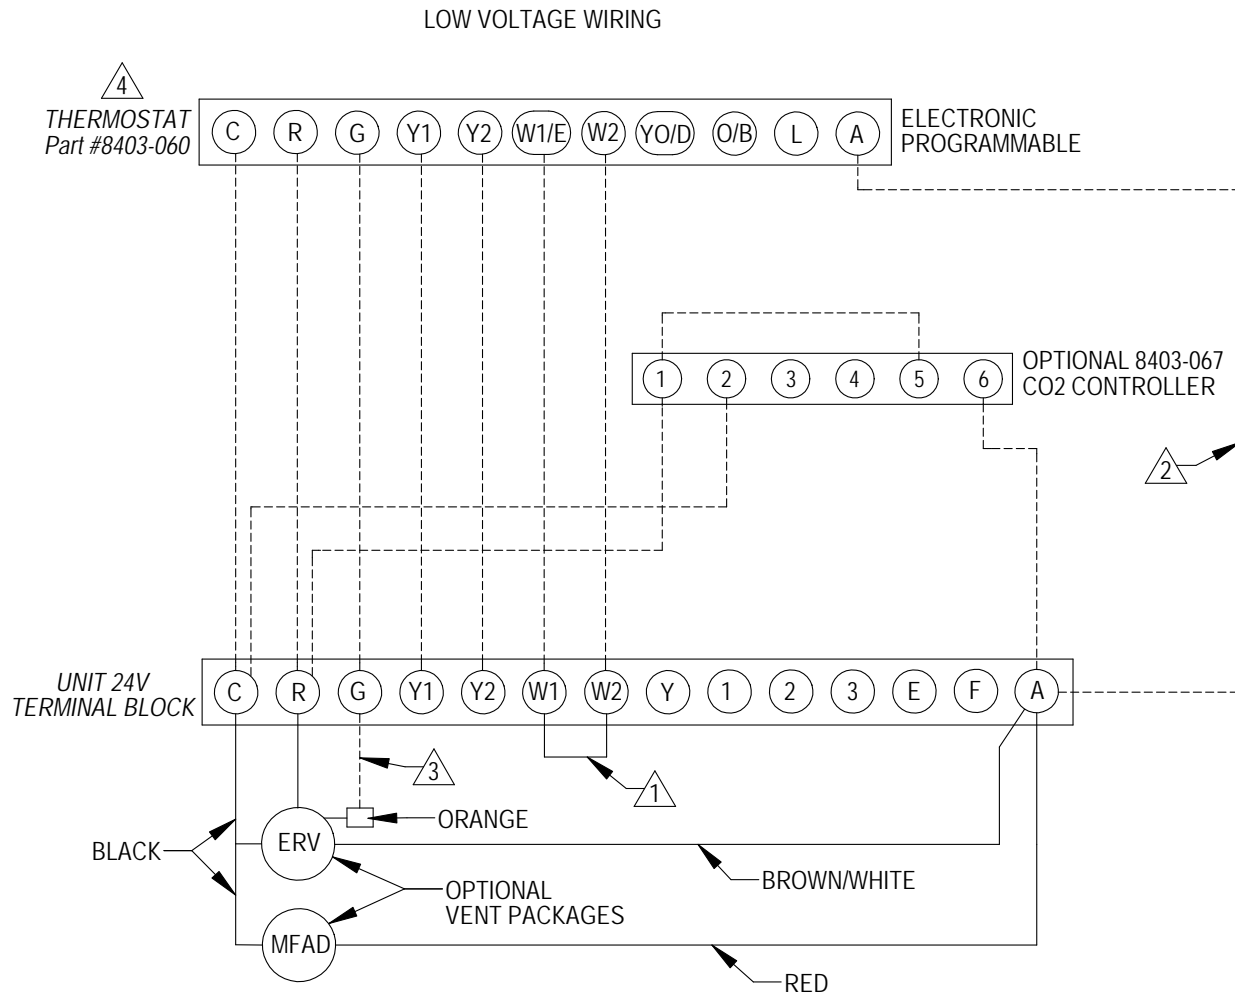 LOW VOLTAGE WIRING
4
THERMOSTAT
Part #8403-060
C R G Y1 Y2 W1/E W2 YO/D O/B L A
ELECTRONIC
PROGRAMMABLE
1 2 3 4 5 6
OPTIONAL 8403-067
CO2 CONTROLLER
2
UNIT 24V
TERMINAL BLOCK
C R G Y1 Y2 W1 W2 Y 1 2 3 E F A
3
1
ORANGE
BLACK
ERV
BROWN/WHITE
OPTIONAL
VENT PACKAGES
MFAD
RED